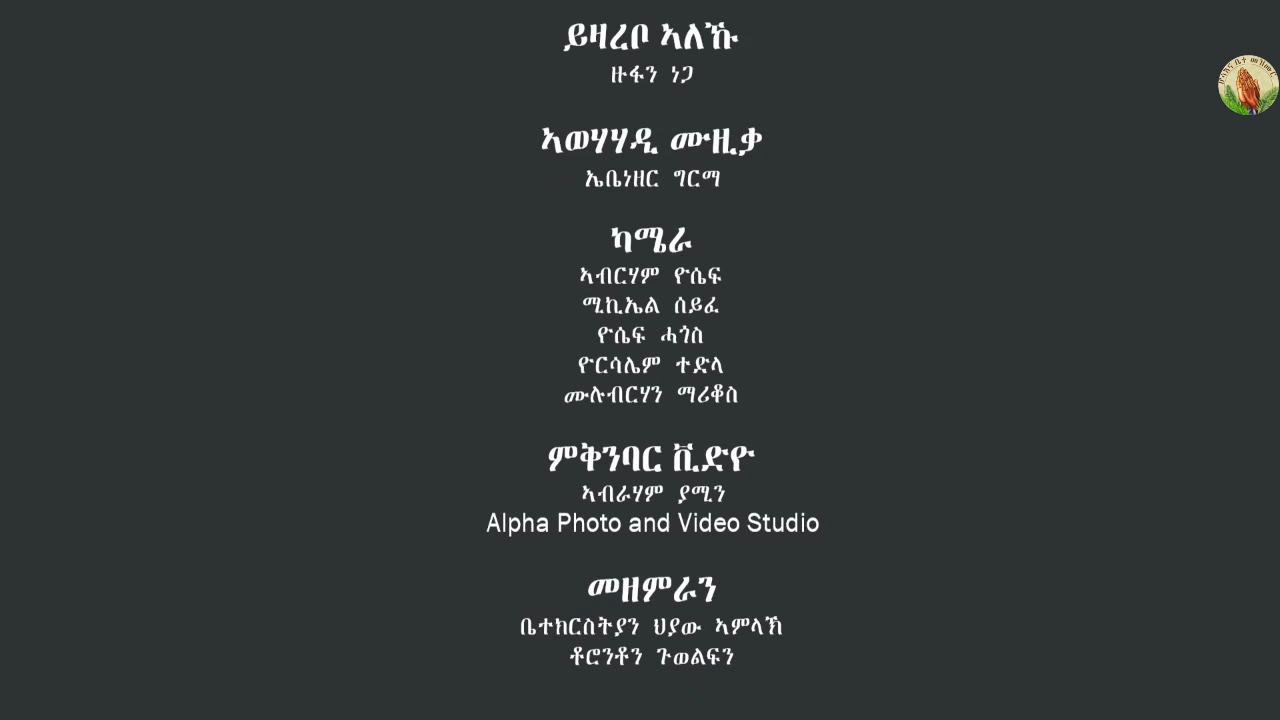 ይዛረቦ ኣለኹ
ዙፋን ነጋ
ኣወሃሃዲ ሙዚቃ
ኤቤነዘር ግርማ
ካሜራ
ኣብርሃም ዮሴፍ
ሚኪኤል ሰይፈ
ዮሴፍ ሓጎስ
ዮርሳሌም ተድላ
ሙሉብርሃን ማሪቆስ
ምቅንባር ቪድዮ
ኣብራሃም ያሚን
Alpha Photo and Video Studio
መዘምራን
ቤተክርስትያን ህያው ኣምላኽ
ቶሮንቶን ጉወልፍን